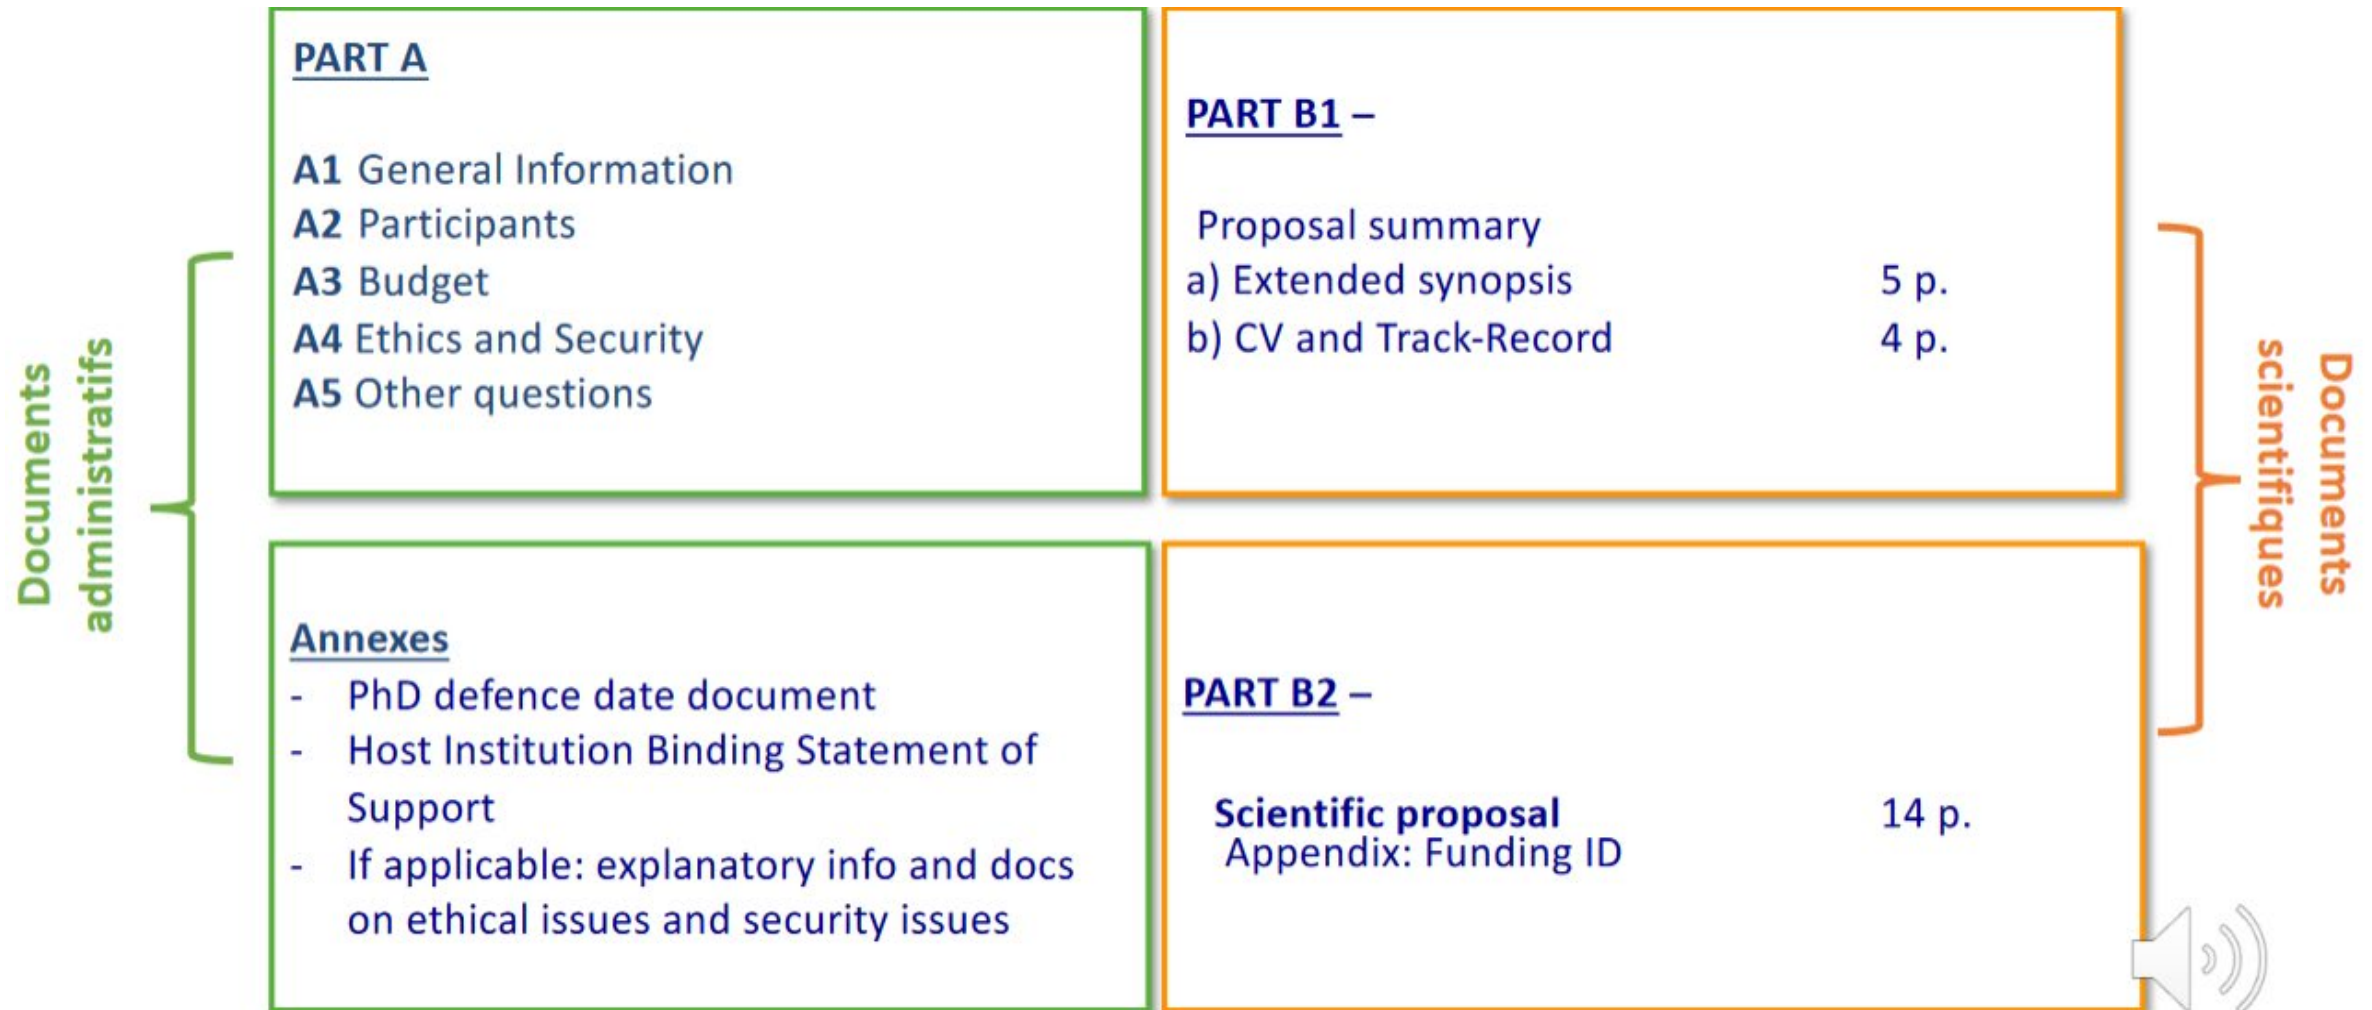 Documents
administratifs
PART A
A1 General Information
A2 Participants
A3 Budget
A4 Ethics and Security
A5 Other questions
PART B1 –
Proposal summary
a) Extended synopsis 5 p.
b) CV and Track-Record 4 p.
Annexes
- PhD defence date document
- Host Institution Binding Statement of
Support
- If applicable: explanatory info and docs
on ethical issues and security issues
PART B2 –
Scientific proposal 14 p.
Appendix: Funding ID
Documents
scientifiques